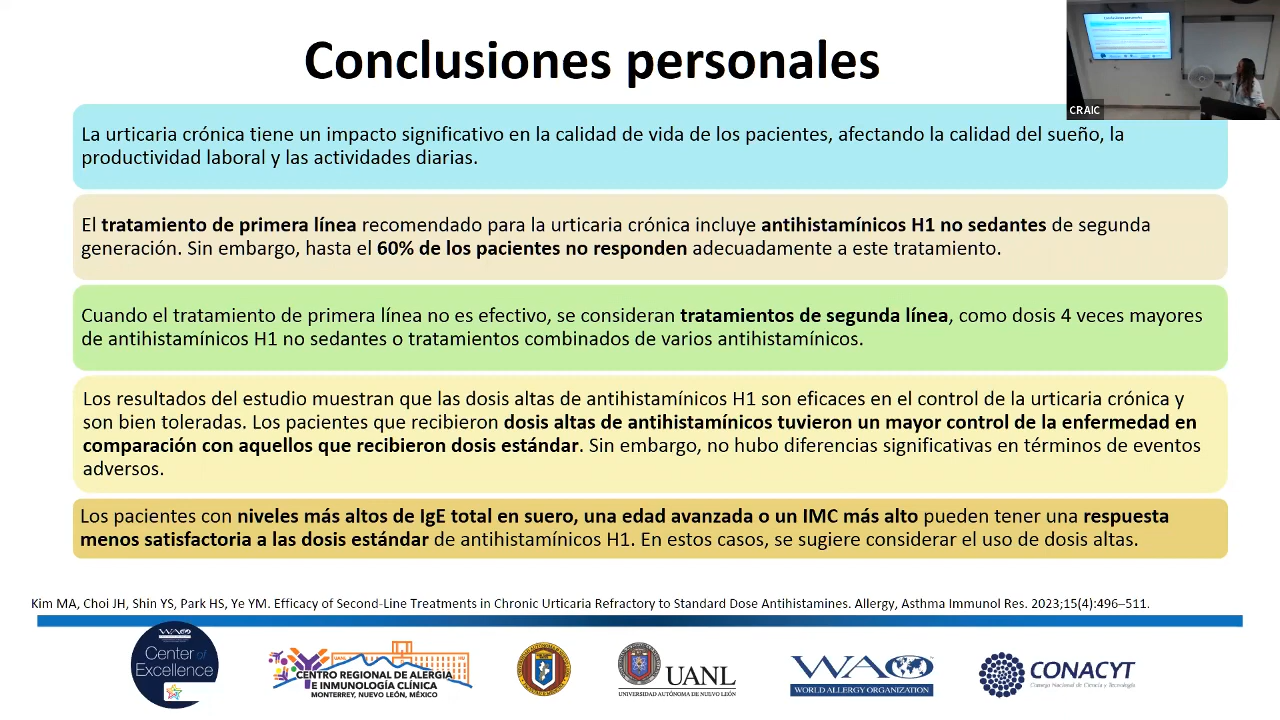 Conclusiones personales
CRAIC
La urticaria crónica tiene un impacto significativo en la calidad de vida de los pacientes, afectando la calidad del sueño, la
productividad laboral y las actividades diarias.
El tratamiento de primera línea recomendado para la urticaria crónica incluye antihistamínicos H1 no sedantes de segunda
generación. Sin embargo, hasta el 60% de los pacientes no responden adecuadamente a este tratamiento.
Cuando el tratamiento de primera línea no es efectivo, se consideran tratamientos de segunda línea, como dosis 4 veces mayores
de antihistamínicos H1 no sedantes o tratamientos combinados de varios antihistamínicos.
Los resultados del estudio muestran que las dosis altas de antihistamínicos H1 son eficaces en el control de la urticaria crónica y
son bien toleradas. Los pacientes que recibieron dosis altas de antihistamínicos tuvieron un mayor control de la enfermedad en
comparación con aquellos que recibieron dosis estándar. Sin embargo, no hubo diferencias significativas en términos de eventos
adversos.
Los pacientes con niveles más altos de IgE total en suero, una edad avanzada o un IMC más alto pueden tener una respuesta
menos satisfactoria a las dosis estándar de antihistamínicos H1. En estos casos, se sugiere considerar el uso de dosis altas.
Kim MA, Choi JH, Shin YS, Park HS, Ye YM. Efficacy of Second-Line Treatments in Chronic Urticaria Refractory to Standard Dose Antihistamines. Allergy, Asthma Immunol Res. 2023;15(4):496–511.
WAO
Center of
Excellence
UANL
CENTRO REGIONAL DE ALERGIA
E INMUNOLOGÍA CLÍNICA
MONTERREY, NUEVO LEÓN, MÉXICO
UANL
UNIVERSIDAD AUTÓNOMA DE NUEVO LEÓN
WAO
WORLD ALLERGY ORGANIZATION
CONACYT
Consejo Nacional de Ciencia y Tecnología